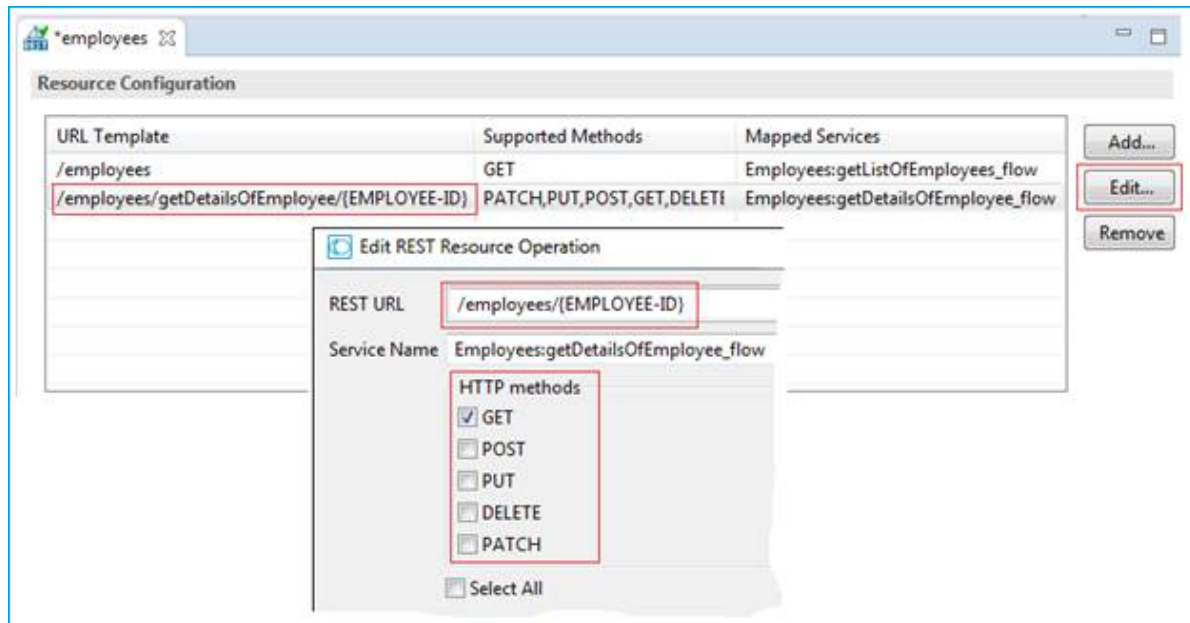 *employees
Resource Configuration
URL Template Supported Methods Mapped Services
/employees GET Employees:getListOfEmployees_flow
/employees/getDetailsOfEmployee/{EMPLOYEE-ID} PATCH,PUT,POST,GET,DELETE Employees:getDetailsOfEmployee_flow
Add...
Edit...
Remove
Edit REST Resource Operation
REST URL /employees/{EMPLOYEE-ID}
Service Name Employees:getDetailsOfEmployee_flow
HTTP methods
GET
POST
PUT
DELETE
PATCH
Select All